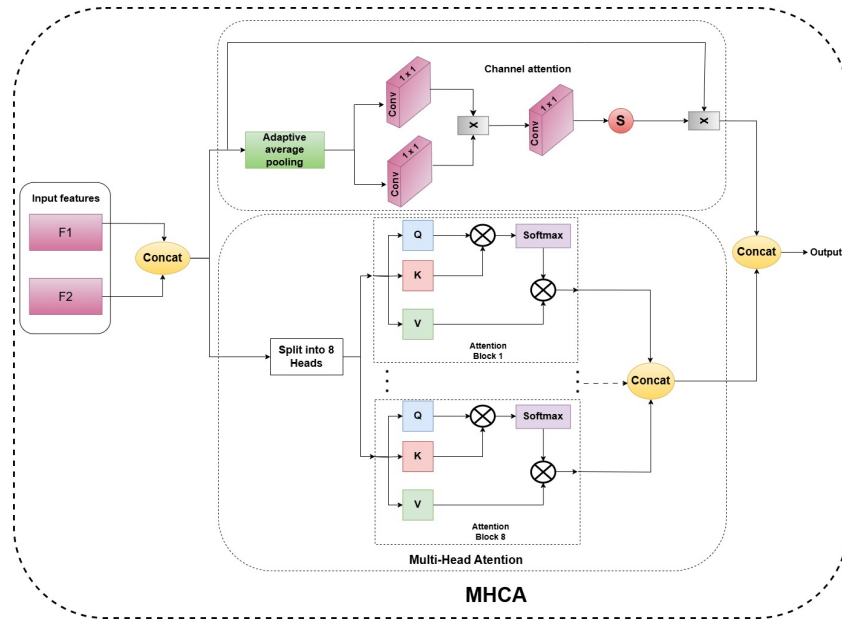 Channel attention
1 x 1
Conv
X
1 x 1
Conv
S
X
Adaptive
average
pooling
1 x 1
Conv
Input features
F1
F2
Concat
Split into 8
Heads
Q
K
V
Softmax
Attention
Block 1
Q
K
V
Softmax
Attention
Block 8
Concat
Multi-Head Atention
Concat
Output
MHCA